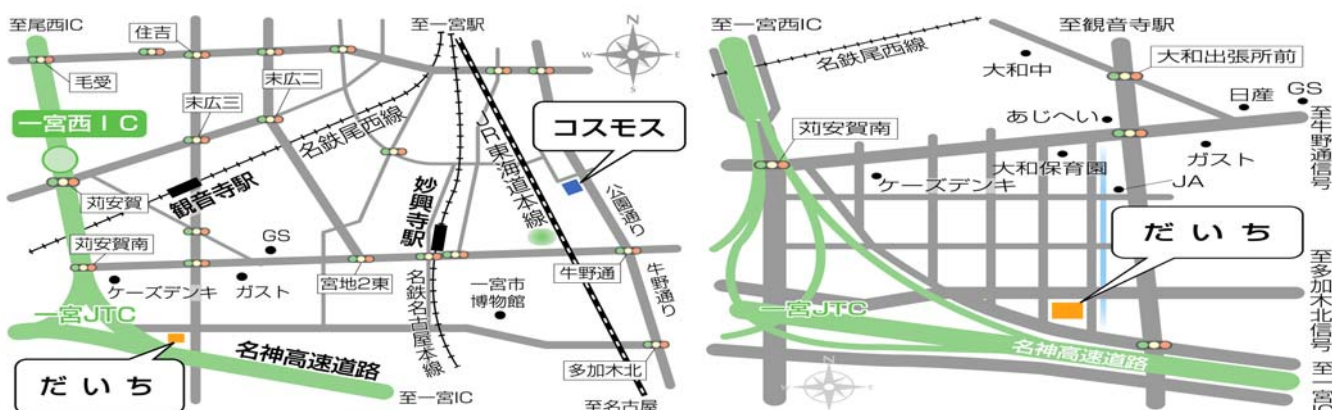 至尾西IC
住吉
至一宮駅
毛受
末広二
末広三
一宮西IC
名鉄尾西線
JR東海道本線
コスモス
W
E
S
苅安賀
観音寺駅
妙興寺駅
公園通り
苅安賀南
GS
ケーズデンキ
ガスト
宮地2東
一宮市
博物館
牛野通
牛野通り
一宮JTC
名鉄名古屋本線
名神高速道路
だいち
多加木北
至一宮IC
至名古屋
至一宮西IC
至観音寺駅
名鉄尾西線
大和中
大和出張所前
日産
GS
あじへい
苅安賀南
至牛野通信号
ケーズデンキ
大和保育園
ガスト
JA
だいち
至多加木北信号
一宮JTC
名神高速道路
至一宮IC